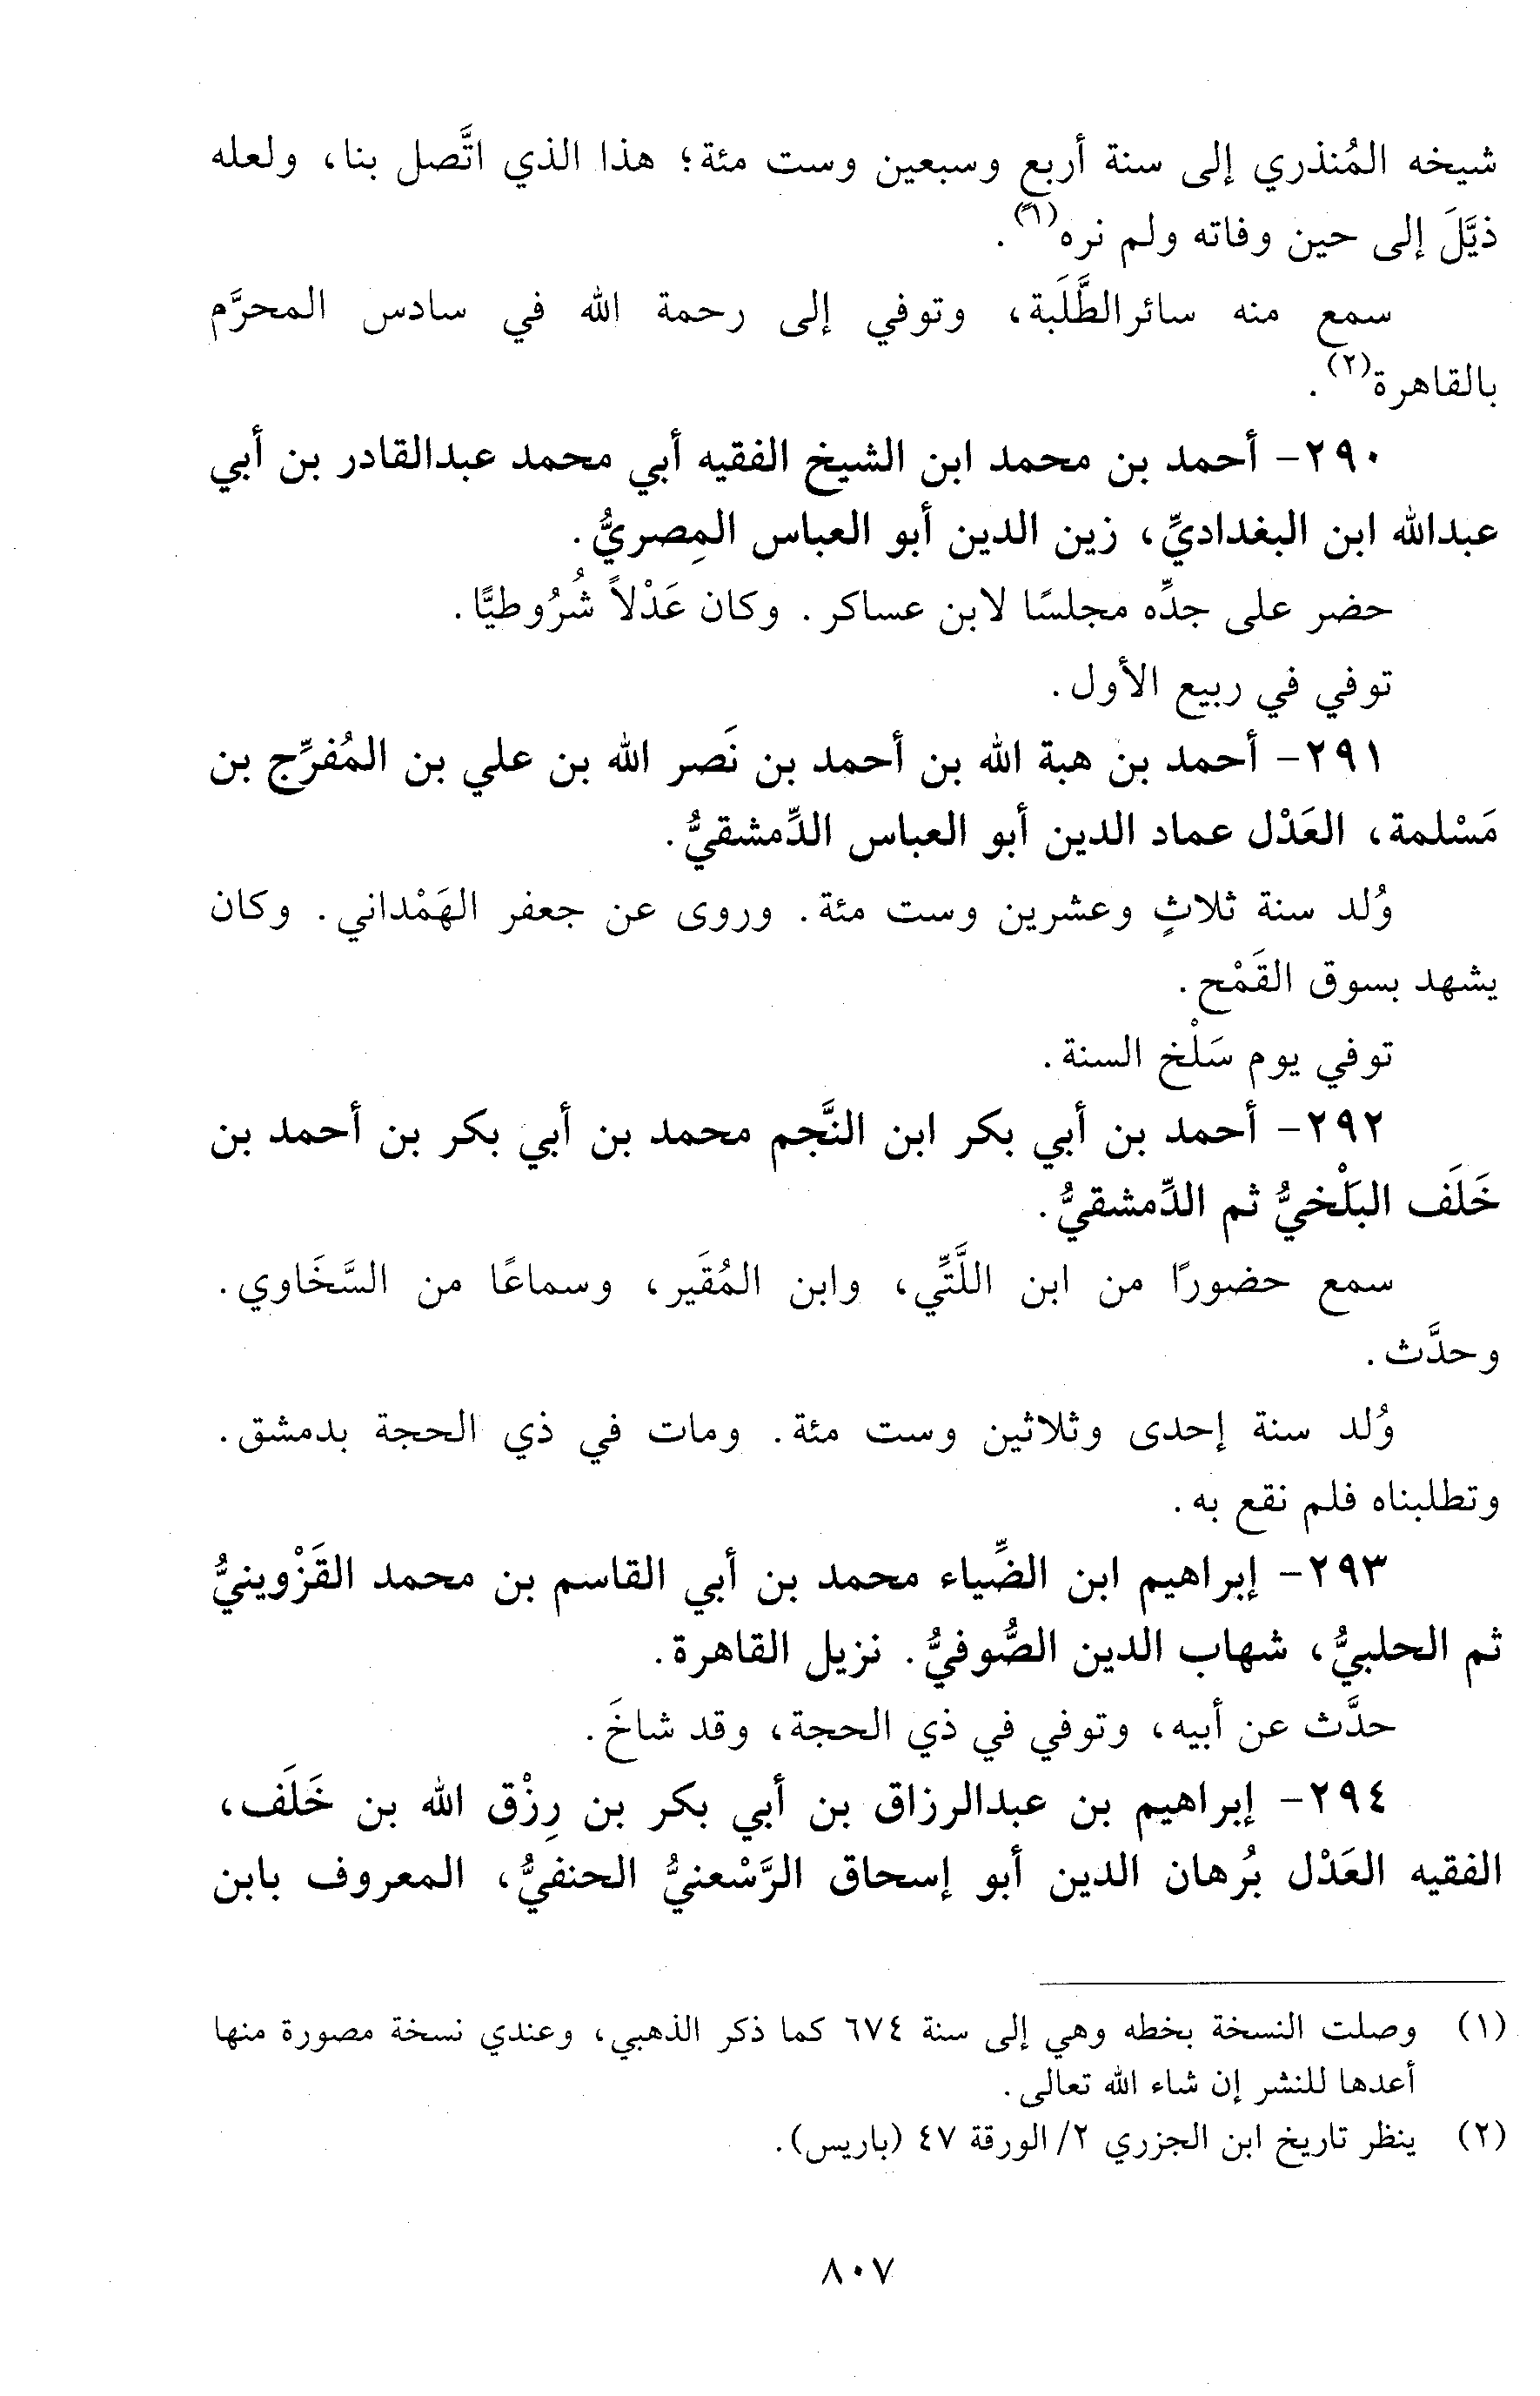 شيخه المُنذري إلى سنة أربع وسبعين وست مئة؛ هذا الذي اتَّصل بنا، ولعله
ذيَّلَ إلى حين وفاته ولم نره(١).
سمع منه سائرالطَّلَبة، وتوفي إلى رحمة الله في سادس المحرَّم
بالقاهرة(٢).
٢٩٠- أحمد بن محمد ابن الشيخ الفقيه أبي محمد عبدالقادر بن أبي
عبدالله ابن البغداديِّ، زين الدين أبو العباس المِصريُّ.
حضر على جدِّه مجلسًا لابن عساكر. وكان عَدْلاً شُرُوطيًّا.
توفي في ربيع الأول.
٢٩١- أحمد بن هبة الله بن أحمد بن نَصر الله بن علي بن المُفرِّج بن
مَسْلمة، العَدْل عماد الدين أبو العباس الدِّمشقيُّ.
وُلد سنة ثلاثٍ وعشرين وست مئة. وروى عن جعفر الهَمْداني. وكان
يشهد بسوق القَمْح.
توفي يوم سَلْخ السنة.
٢٩٢- أحمد بن أبي بكر ابن النَّجم محمد بن أبي بكر بن أحمد بن
خَلَف البَلْخيُّ ثم الدِّمشقيُّ.
سمع حضورًا من ابن اللَّتِّي، وابن المُقَير، وسماعًا من السَّخَاوي.
وحدَّث.
وُلد سنة إحدى وثلاثين وست مئة. ومات في ذي الحجة بدمشق.
وتطلبناه فلم نقع به.
٢٩٣- إبراهيم ابن الضِّياء محمد بن أبي القاسم بن محمد القَزْوينيُّ
ثم الحلبيُّ، شهاب الدين الصُّوفيُّ. نزيل القاهرة.
حدَّث عن أبيه، وتوفي في ذي الحجة، وقد شاخَ.
٢٩٤- إبراهيم بن عبدالرزاق بن أبي بكر بن رِزْق الله بن خَلَف،
الفقيه العَدْل بُرهان الدين أبو إسحاق الرَّسْعنيُّ الحنفيُّ، المعروف بابن
(١) وصلت النسخة بخطه وهي إلى سنة ٦٧٤ كما ذكر الذهبي، وعندي نسخة مصورة منها
أعدها للنشر إن شاء الله تعالى.
(٢) ينظر تاريخ ابن الجزري ٢/ الورقة ٤٧ (باريس).
٨٠٧